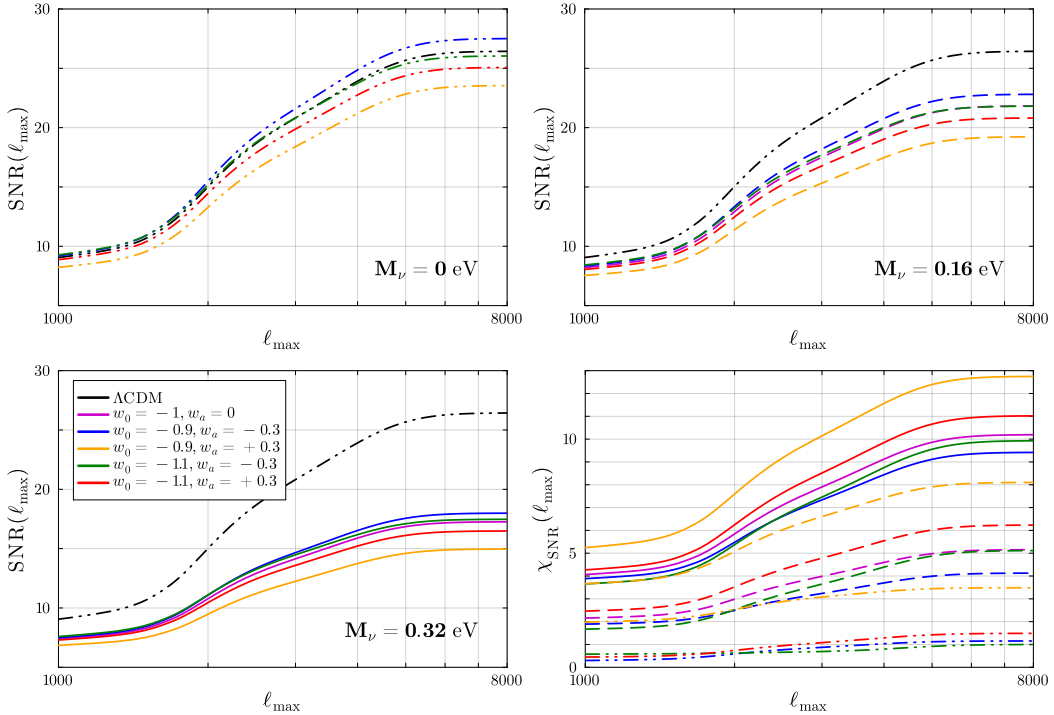 30
20
10
SNR(ℓmax)
Mν = 0 eV
1000
8000
ℓmax
30
20
10
SNR(ℓmax)
Mν = 0.16 eV
1000
8000
ℓmax
30
20
10
SNR(ℓmax)
ΛCDM
w0 = −1, wa = 0
w0 = −0.9, wa = −0.3
w0 = −0.9, wa = +0.3
w0 = −1.1, wa = −0.3
w0 = −1.1, wa = +0.3
Mν = 0.32 eV
1000
8000
ℓmax
10
5
0
χSNR(ℓmax)
1000
8000
ℓmax